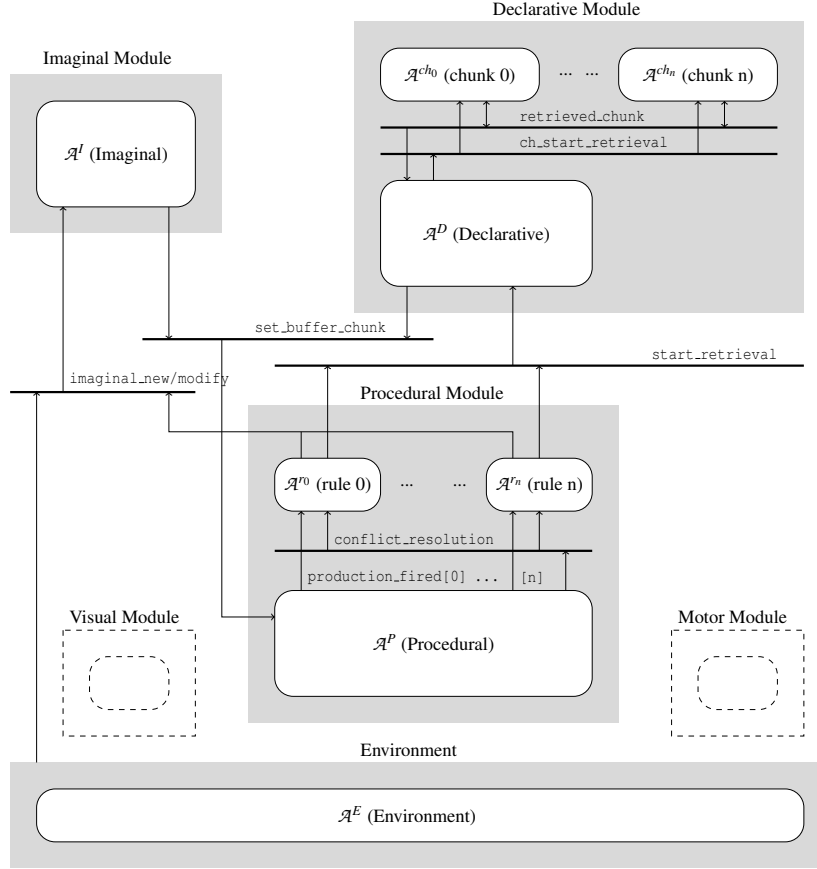 Declarative Module
Imaginal Module
𝒜^{ch_0} (chunk 0) ... ... 𝒜^{ch_n} (chunk n)
retrieved_chunk
ch_start_retrieval
𝒜^I (Imaginal)
𝒜^D (Declarative)
set_buffer_chunk
start_retrieval
imaginal_new/modify
Procedural Module
𝒜^{r_0} (rule 0) ... ... 𝒜^{r_n} (rule n)
conflict_resolution
production_fired[0] ... [n]
Visual Module
Motor Module
𝒜^P (Procedural)
Environment
𝒜^E (Environment)